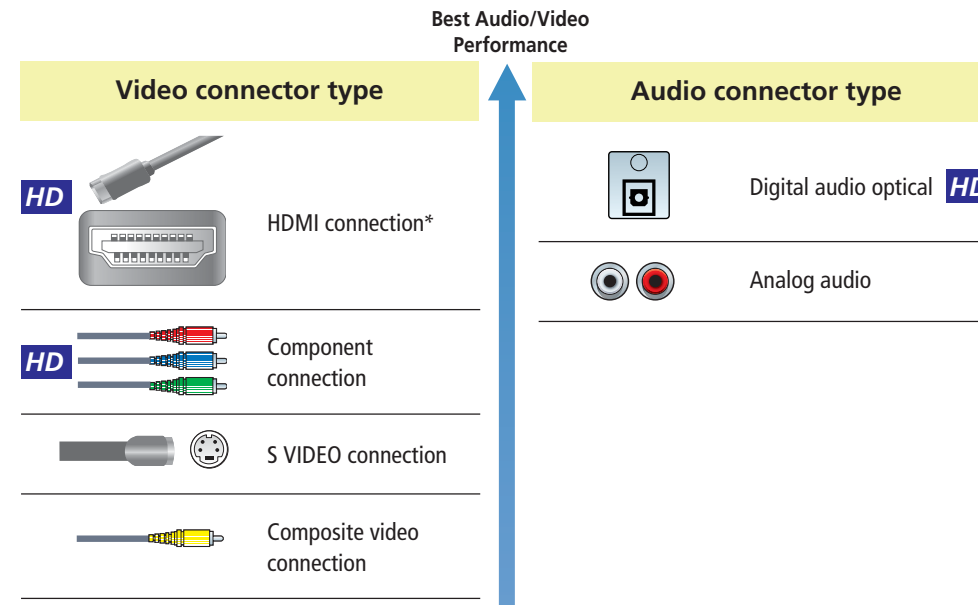 Best Audio/Video
Performance
Video connector type
HD
HDMI connection*
HD
Component
connection
S VIDEO connection
Composite video
connection
Audio connector type
Digital audio optical HD
Analog audio